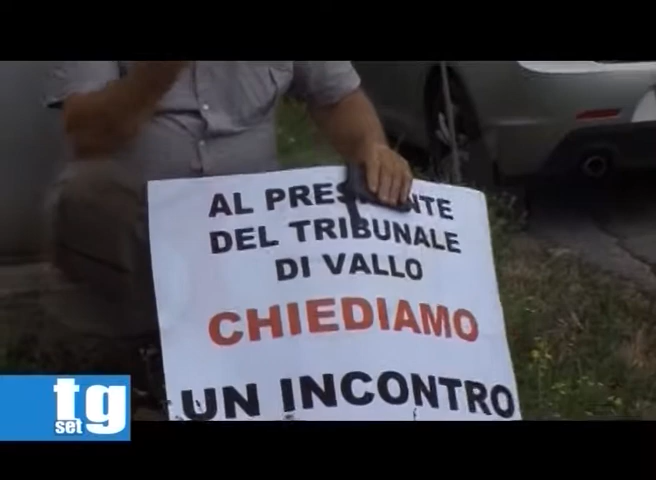 AL PRESIDENTE
DEL TRIBUNALE
DI VALLO
CHIEDIAMO
UN INCONTRO
tg
set